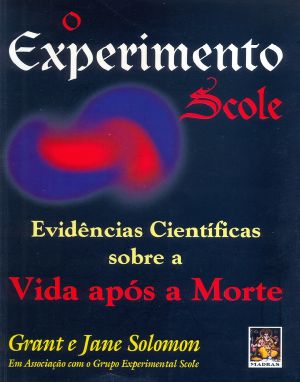 O
Experimento
Scole
Evidências Científicas
sobre a
Vida após a Morte
Grant e Jane Solomon
Em Associação com o Grupo Experimental Scole
MADRAS